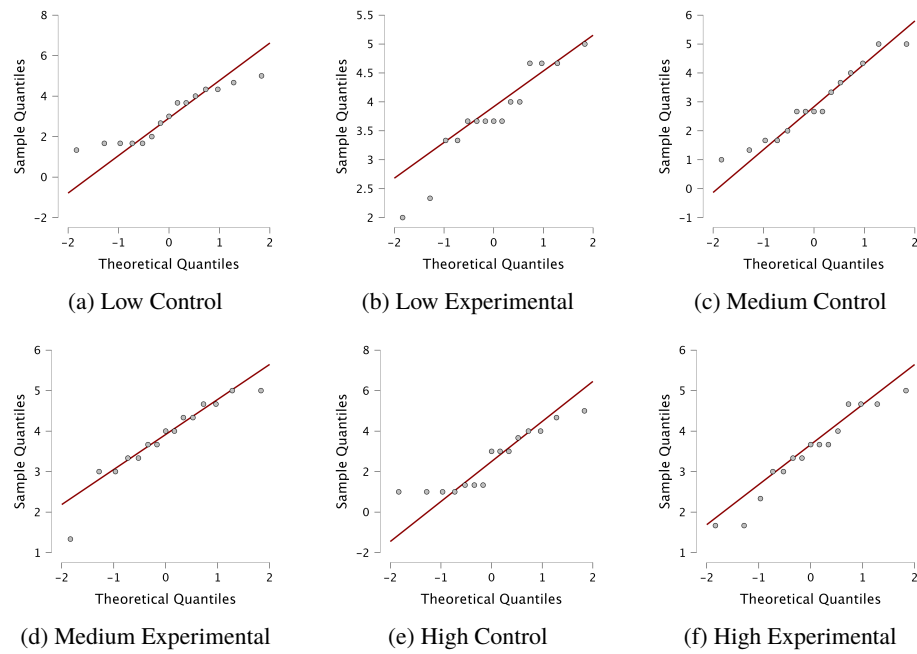 8
6
4
2
0
−2
Sample Quantiles
−2 −1 0 1 2
Theoretical Quantiles
(a) Low Control
5.5
5
4.5
4
3.5
3
2.5
2
Sample Quantiles
−2 −1 0 1 2
Theoretical Quantiles
(b) Low Experimental
6
5
4
3
2
1
0
−1
Sample Quantiles
−2 −1 0 1 2
Theoretical Quantiles
(c) Medium Control
6
5
4
3
2
1
Sample Quantiles
−2 −1 0 1 2
Theoretical Quantiles
(d) Medium Experimental
8
6
4
2
0
−2
Sample Quantiles
−2 −1 0 1 2
Theoretical Quantiles
(e) High Control
6
5
4
3
2
1
Sample Quantiles
−2 −1 0 1 2
Theoretical Quantiles
(f) High Experimental